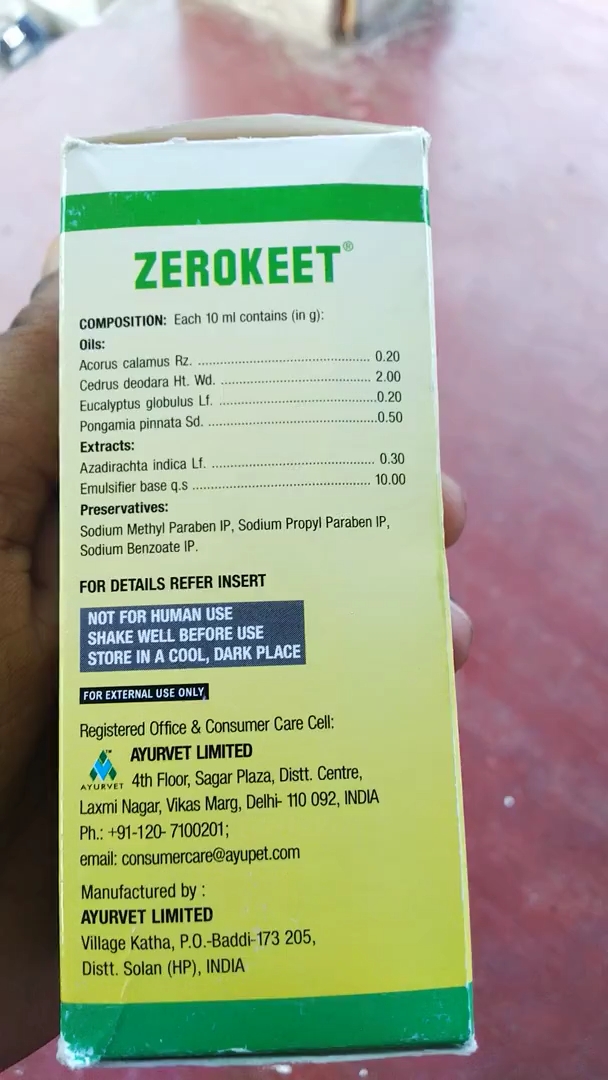 ZEROKEET®
COMPOSITION: Each 10 ml contains (in g):
Oils:
Acorus calamus Rz. .................................................. 0.20
Cedrus deodara Ht. Wd. ........................................... 2.00
Eucalyptus globulus Lf. ............................................0.20
Pongamia pinnata Sd. ................................................0.50
Extracts:
Azadirachta indica Lf. ............................................... 0.30
Emulsifier base q.s ................................................... 10.00
Preservatives:
Sodium Methyl Paraben IP, Sodium Propyl Paraben IP,
Sodium Benzoate IP.
FOR DETAILS REFER INSERT
NOT FOR HUMAN USE
SHAKE WELL BEFORE USE
STORE IN A COOL, DARK PLACE
FOR EXTERNAL USE ONLY
Registered Office & Consumer Care Cell:
AYURVET LIMITED
™
AYURVET
4th Floor, Sagar Plaza, Distt. Centre,
Laxmi Nagar, Vikas Marg, Delhi- 110 092, INDIA
Ph.: +91-120- 7100201;
email: consumercare@ayupet.com
Manufactured by :
AYURVET LIMITED
Village Katha, P.O.-Baddi-173 205,
Distt. Solan (HP), INDIA